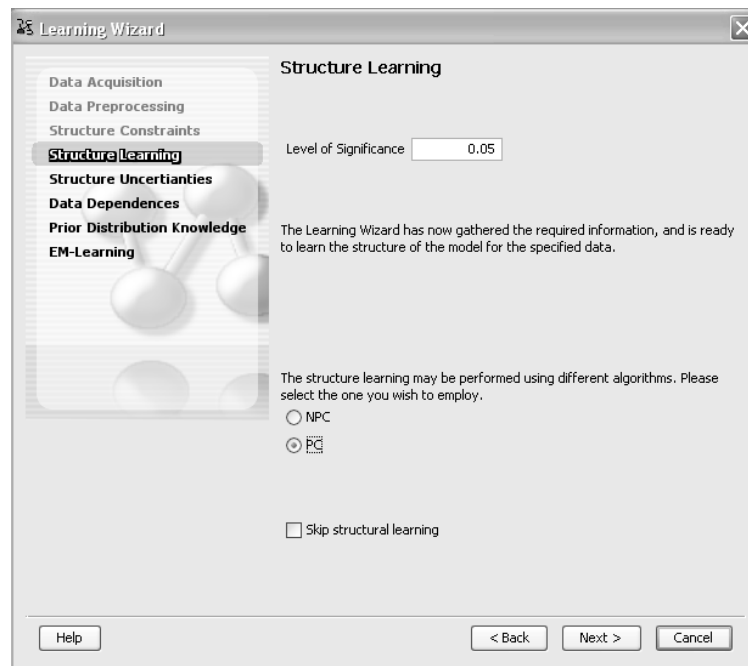 Learning Wizard
Data Acquisition
Data Preprocessing
Structure Constraints
Structure Learning
Structure Uncertianties
Data Dependences
Prior Distribution Knowledge
EM-Learning
Structure Learning
Level of Significance 0.05
The Learning Wizard has now gathered the required information, and is ready
to learn the structure of the model for the specified data.
The structure learning may be performed using different algorithms. Please
select the one you wish to employ.
NPC
PC
Skip structural learning
Help
< Back
Next >
Cancel